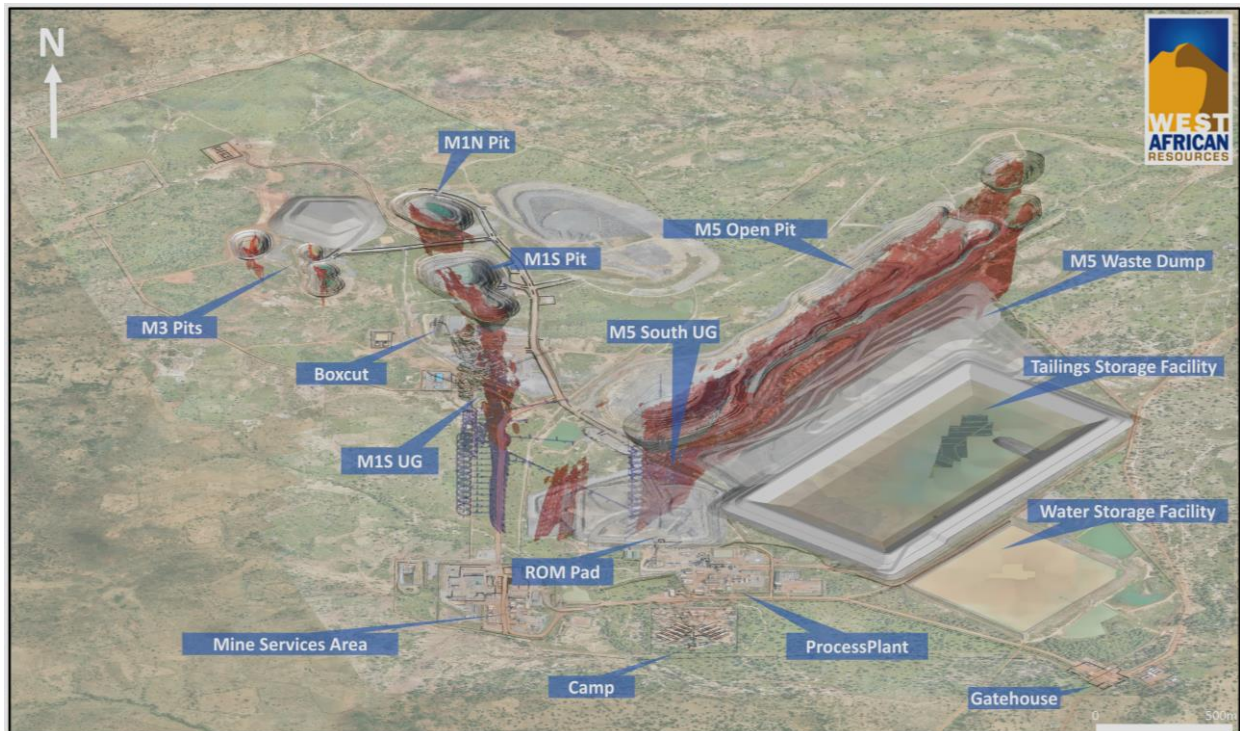 N
WEST
AFRICAN
RESOURCES
M1N Pit
M5 Open Pit
M1S Pit
M5 Waste Dump
M3 Pits
M5 South UG
Boxcut
Tailings Storage Facility
M1S UG
Water Storage Facility
ROM Pad
Mine Services Area
ProcessPlant
Camp
Gatehouse
0 500m